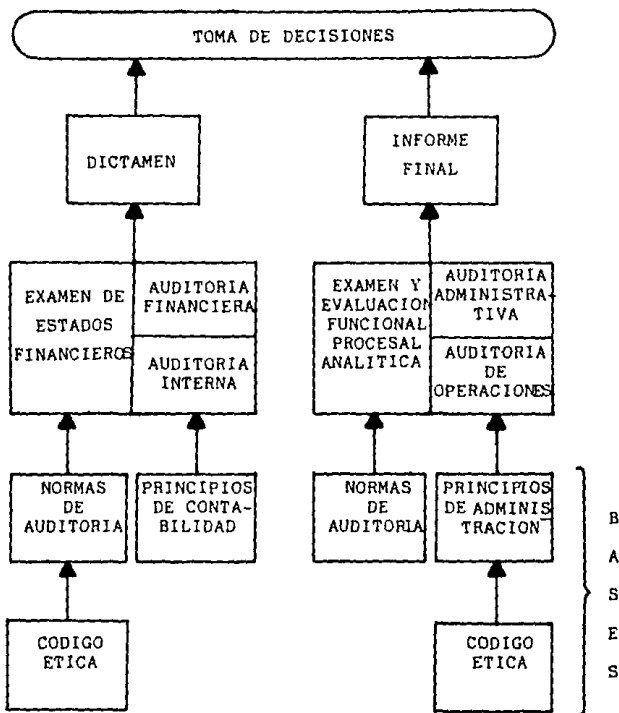 TOMA DE DECISIONES
DICTAMEN
INFORME
FINAL
EXAMEN DE
ESTADOS
FINANCIEROS
AUDITORIA
FINANCIERA
AUDITORIA
INTERNA
EXAMEN Y
EVALUACION
FUNCIONAL
PROCESAL
ANALITICA
AUDITORIA
ADMINISTRA-
TIVA
AUDITORIA
DE
OPERACIONES
NORMAS
DE
AUDITORIA
PRINCIPIOS
DE CONTA-
BILIDAD
NORMAS
DE
AUDITORIA
PRINCIPIOS
DE ADMINIS
TRACION
CODIGO
ETICA
CODIGO
ETICA
B
A
S
E
S